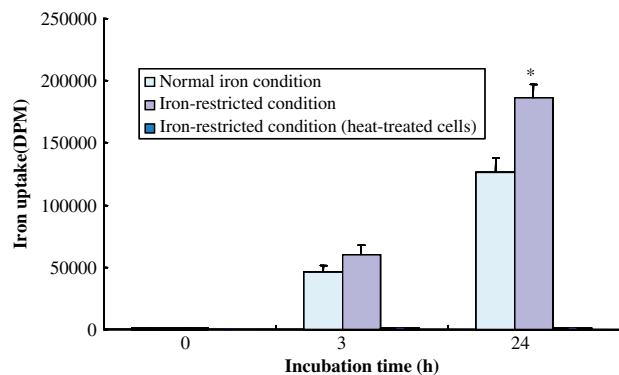 250000
200000
150000
100000
50000
0
Iron uptake(DPM)
Normal iron condition
Iron-restricted condition
Iron-restricted condition (heat-treated cells)
*
0 3 24
Incubation time (h)